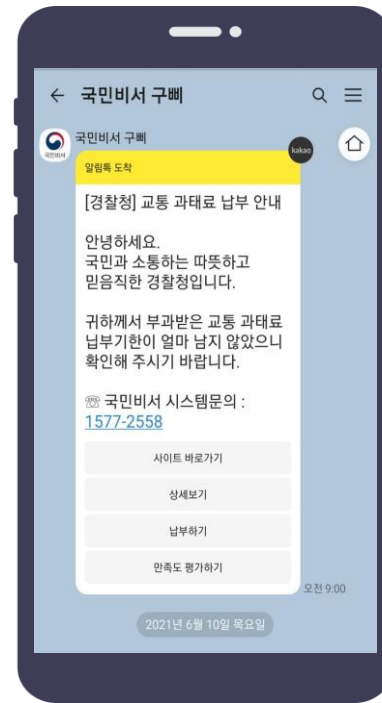 국민비서 구삐
국민비서
국민비서 구삐
kakao
알림톡 도착
[경찰청] 교통 과태료 납부 안내
안녕하세요.
국민과 소통하는 따뜻하고
믿음직한 경찰청입니다.
귀하께서 부과받은 교통 과태료
납부기한이 얼마 남지 않았으니
확인해 주시기 바랍니다.
☏ 국민비서 시스템문의 :
1577-2558
사이트 바로가기
상세보기
납부하기
만족도 평가하기
오전 9:00
2021년 6월 10일 목요일